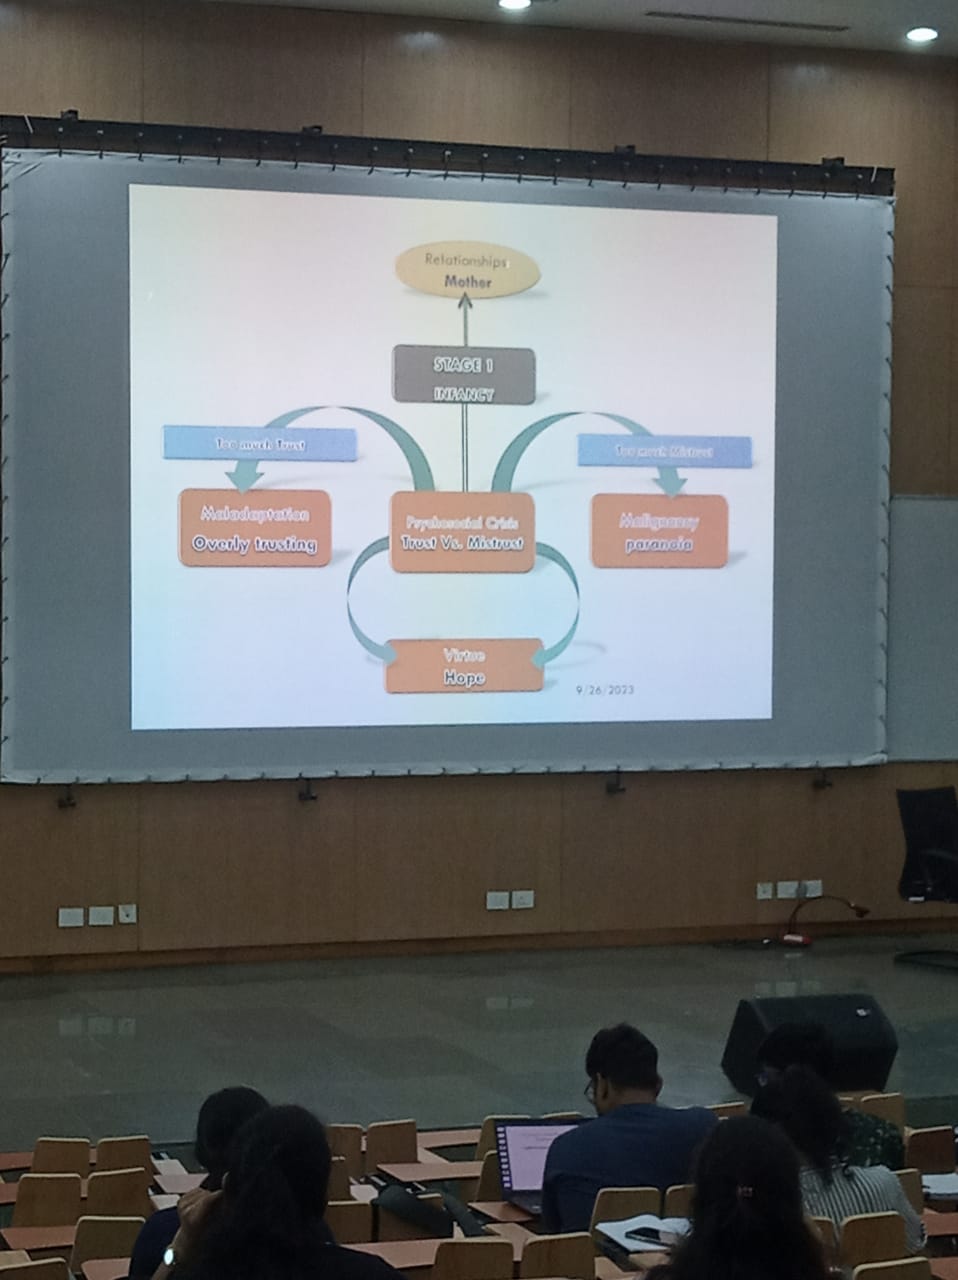 Relationships
Mother
STAGE 1
INFANCY
Too much Trust
Too much Mistrust
Maladaptation
Overly trusting
Psychosocial Crisis
Trust Vs. Mistrust
Malignancy
paranoia
Virtue
Hope
9/26/2023